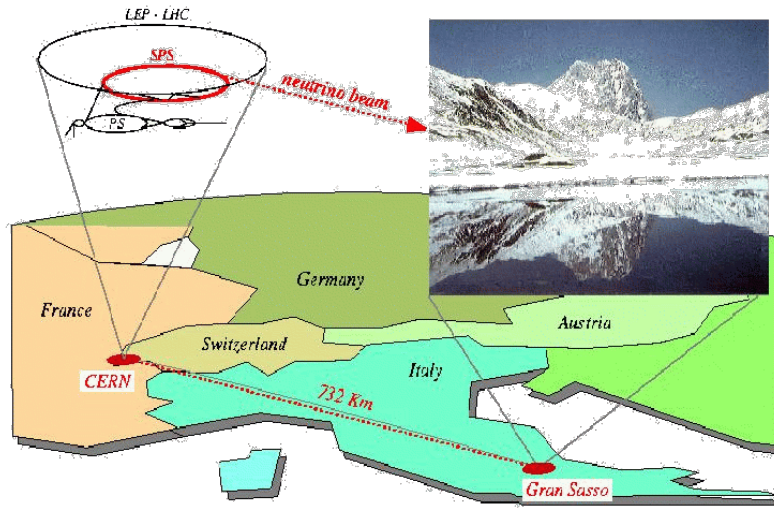 LEP - LHC
SPS
neutrino beam
PS
Germany
France
Austria
Switzerland
Italy
CERN
732 Km
Gran Sasso